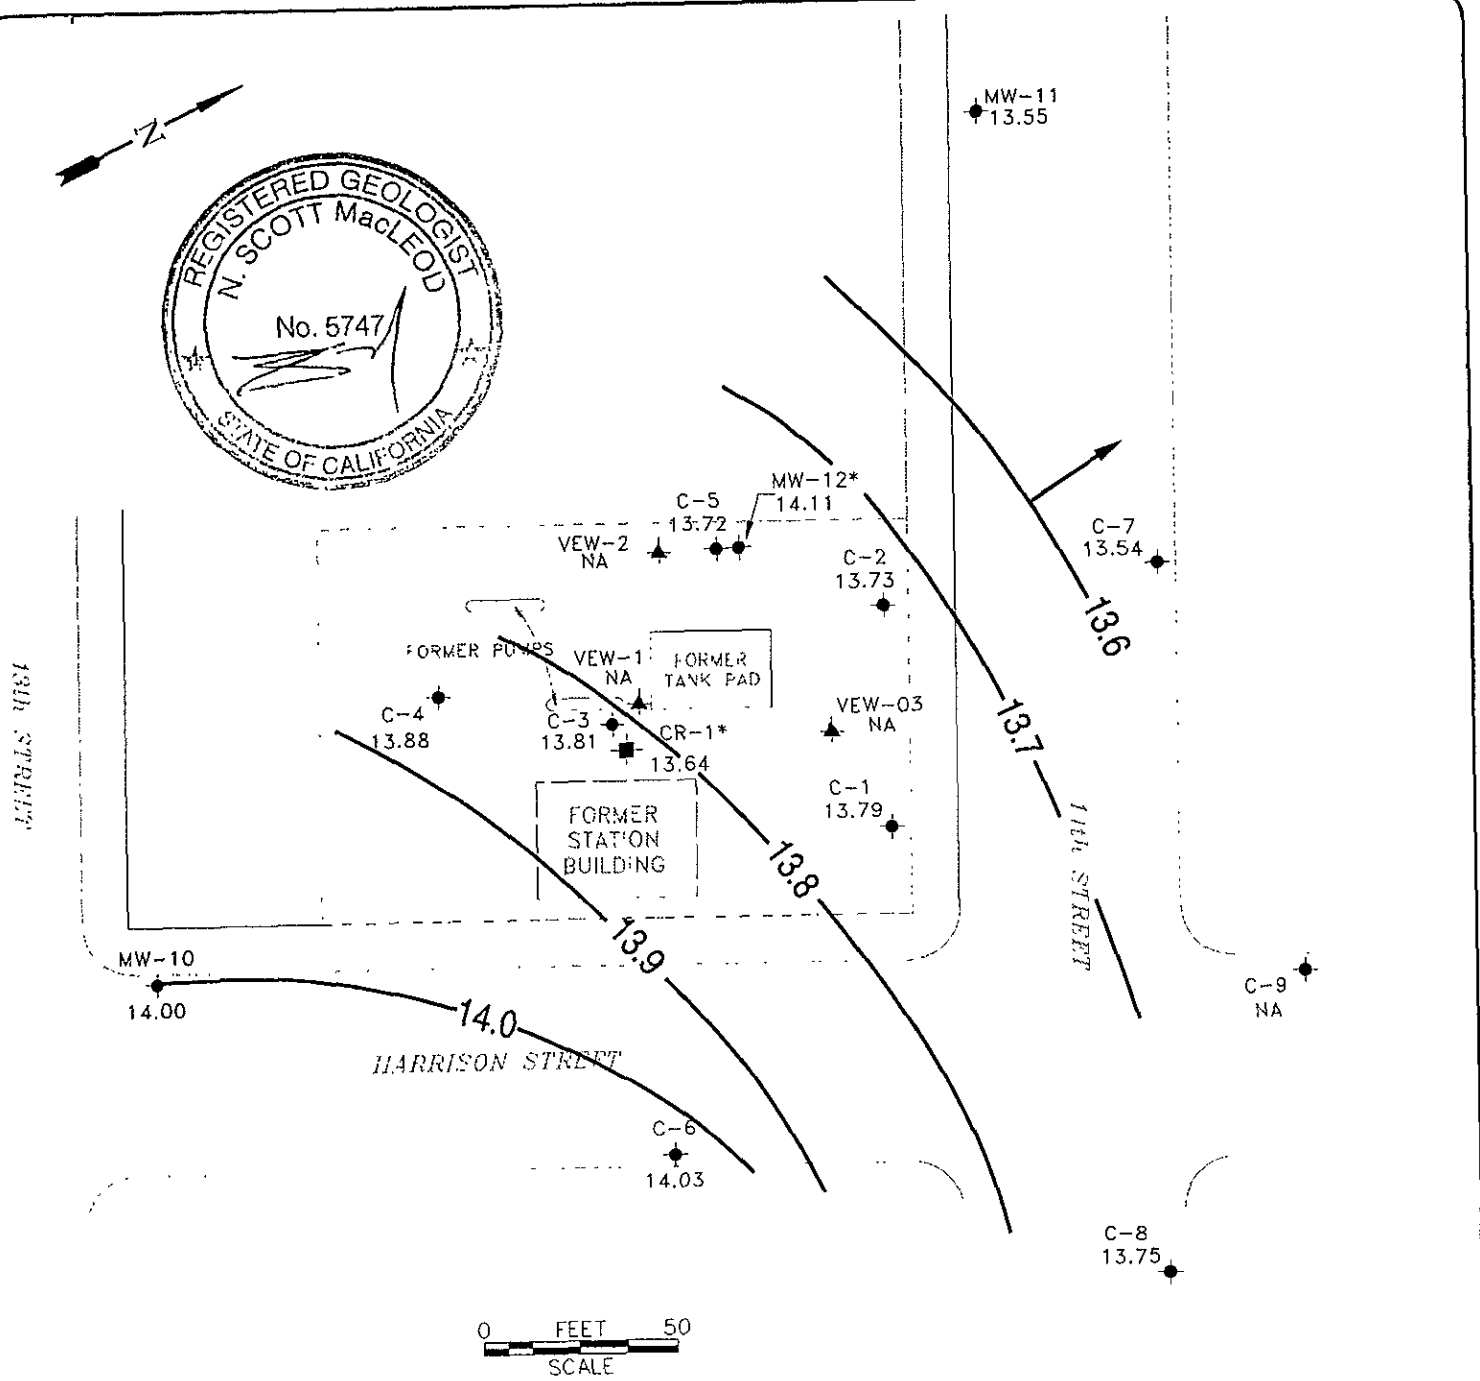 MW-11
13.55
N
REGISTERED GEOLOGIST
N. SCOTT MacLEOD
No. 5747
STATE OF CALIFORNIA
MW-12*
14.11
C-5
13.72
VEW-2
NA
C-2
13.73
C-7
13.54
13.6
FORMER PUMPS
VEW-1
NA
FORMER
TANK PAD
C-4
13.88
C-3
13.81
CR-1*
13.64
VEW-03
NA
13.7
13th STREET
C-1
13.79
FORMER
STATION
BUILDING
13.8
11th STREET
13.9
MW-10
14.00
14.0
HARRISON STREET
C-9
NA
C-6
14.03
C-8
13.75
0 FEET 50
SCALE